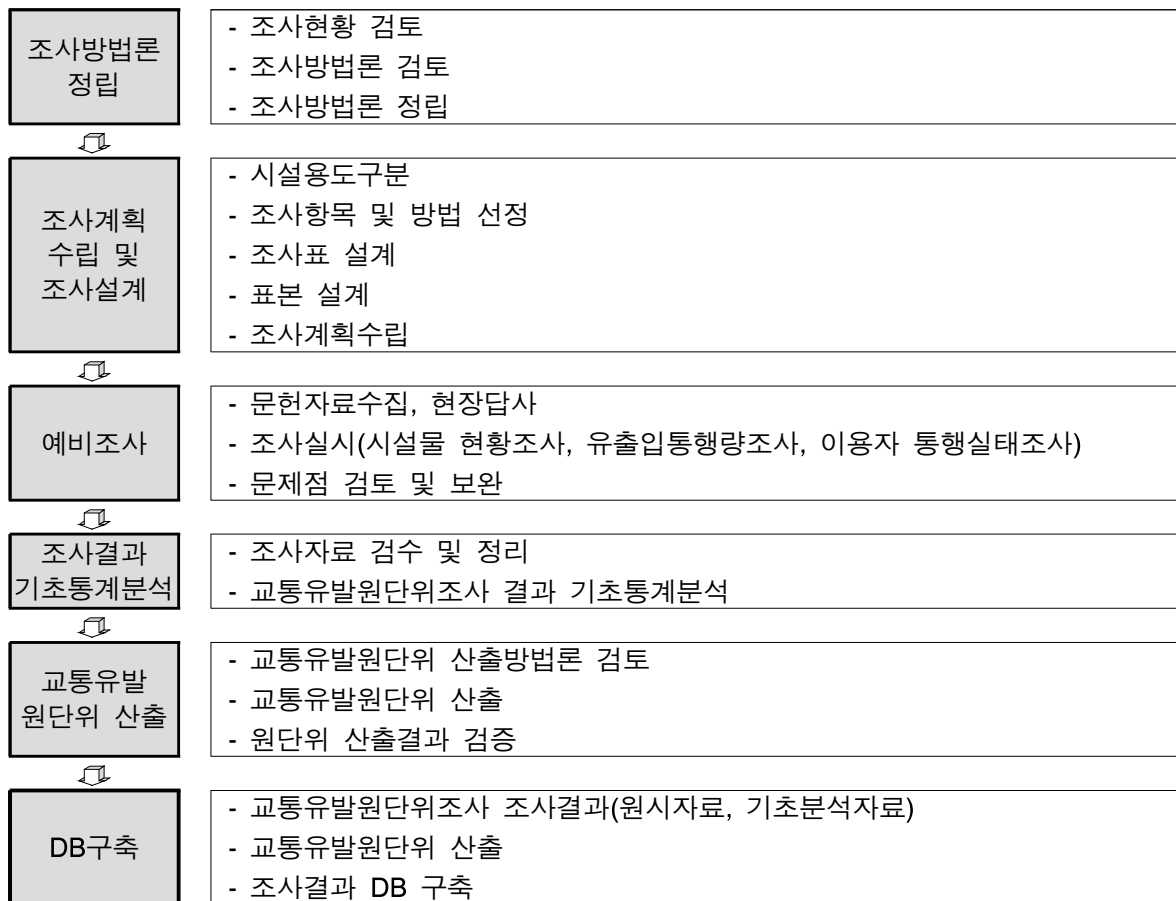 조사방법론
정립
- 조사현황 검토
- 조사방법론 검토
- 조사방법론 정립
조사계획
수립 및
조사설계
- 시설용도구분
- 조사항목 및 방법 선정
- 조사표 설계
- 표본 설계
- 조사계획수립
예비조사
- 문헌자료수집, 현장답사
- 조사실시(시설물 현황조사, 유출입통행량조사, 이용자 통행실태조사)
- 문제점 검토 및 보완
조사결과
기초통계분석
- 조사자료 검수 및 정리
- 교통유발원단위조사 결과 기초통계분석
교통유발
원단위 산출
- 교통유발원단위 산출방법론 검토
- 교통유발원단위 산출
- 원단위 산출결과 검증
DB구축
- 교통유발원단위조사 조사결과(원시자료, 기초분석자료)
- 교통유발원단위 산출
- 조사결과 DB 구축